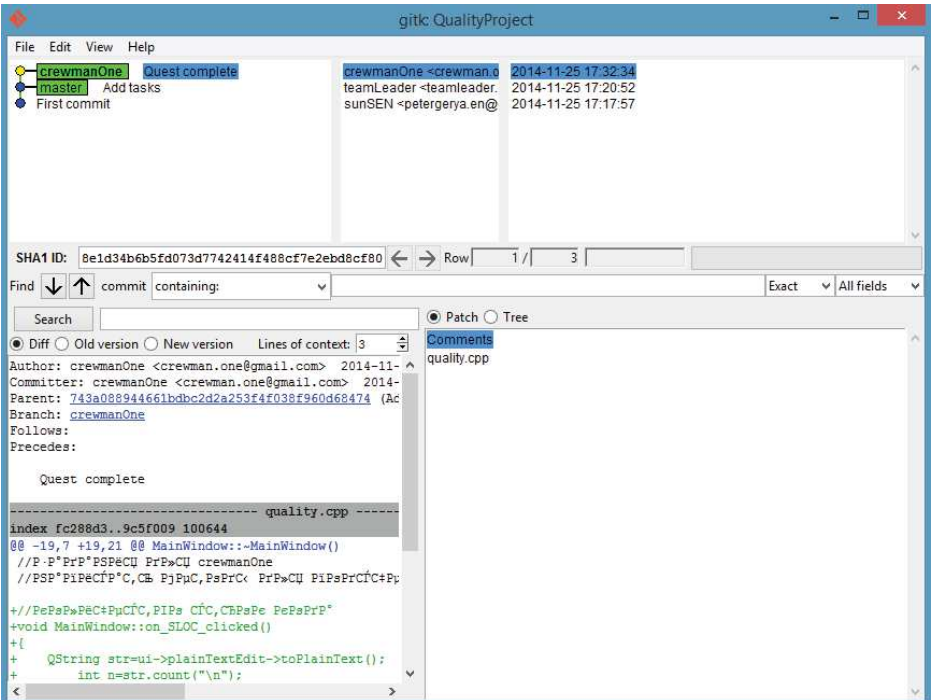 gitk: QualityProject
File Edit View Help
crewmanOne Quest complete crewmanOne <crewman.o 2014-11-25 17:32:34
master Add tasks teamLeader <teamleader. 2014-11-25 17:20:52
First commit sunSEN <petergerya.en@ 2014-11-25 17:17:57
SHA1 ID: 8e1d34b6b5fd073d7742414f488cf7e2ebd8cf80 Row 1 / 3
Find commit containing: Exact All fields
Search
Diff Old version New version Lines of context: 3
Patch Tree
Comments
quality.cpp
Author: crewmanOne <crewman.one@gmail.com> 2014-11-
Committer: crewmanOne <crewman.one@gmail.com> 2014-
Parent: 743a088944661bdbc2d2a253f4f038f960d68474 (Ad
Branch: crewmanOne
Follows:
Precedes:
Quest complete
---------------------------------- quality.cpp -----
index fc288d3..9c5f009 100644
@@ -19,7 +19,21 @@ MainWindow::~MainWindow()
crewmanOne
+void MainWindow::on_SLOC_clicked()
+{
+ QString str=ui->plainTextEdit->toPlainText();
+ int n=str.count("\n");